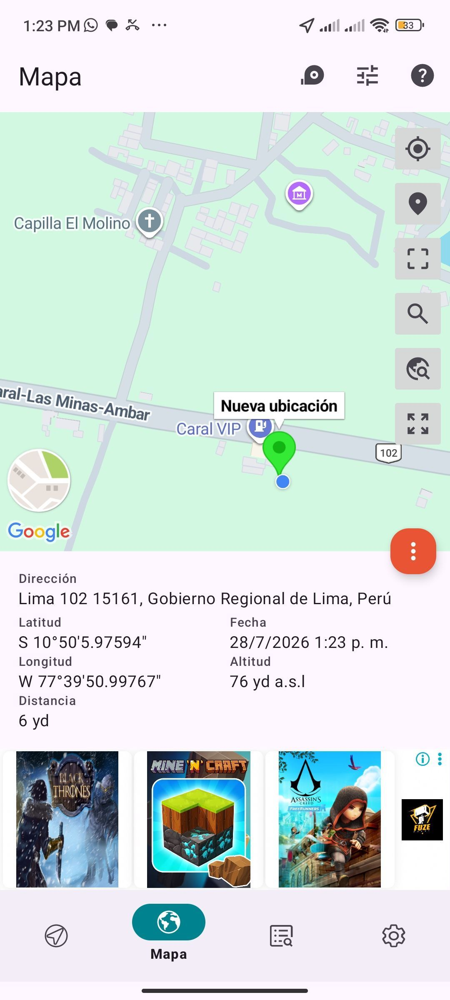 1:23 PM
33
Mapa
Capilla El Molino
aral-Las Minas-Ambar
Nueva ubicación
Caral VIP
102
Google
Dirección
Lima 102 15161, Gobierno Regional de Lima, Perú
Latitud
S 10°50'5.97594"
Fecha
28/7/2026 1:23 p. m.
Longitud
W 77°39'50.99767"
Altitud
76 yd a.s.l
Distancia
6 yd
BLACK
THRONES
MINE 'N' CRAFT
ASSASSIN'S
CREED
FREERUNNERS
FUZE
Mapa